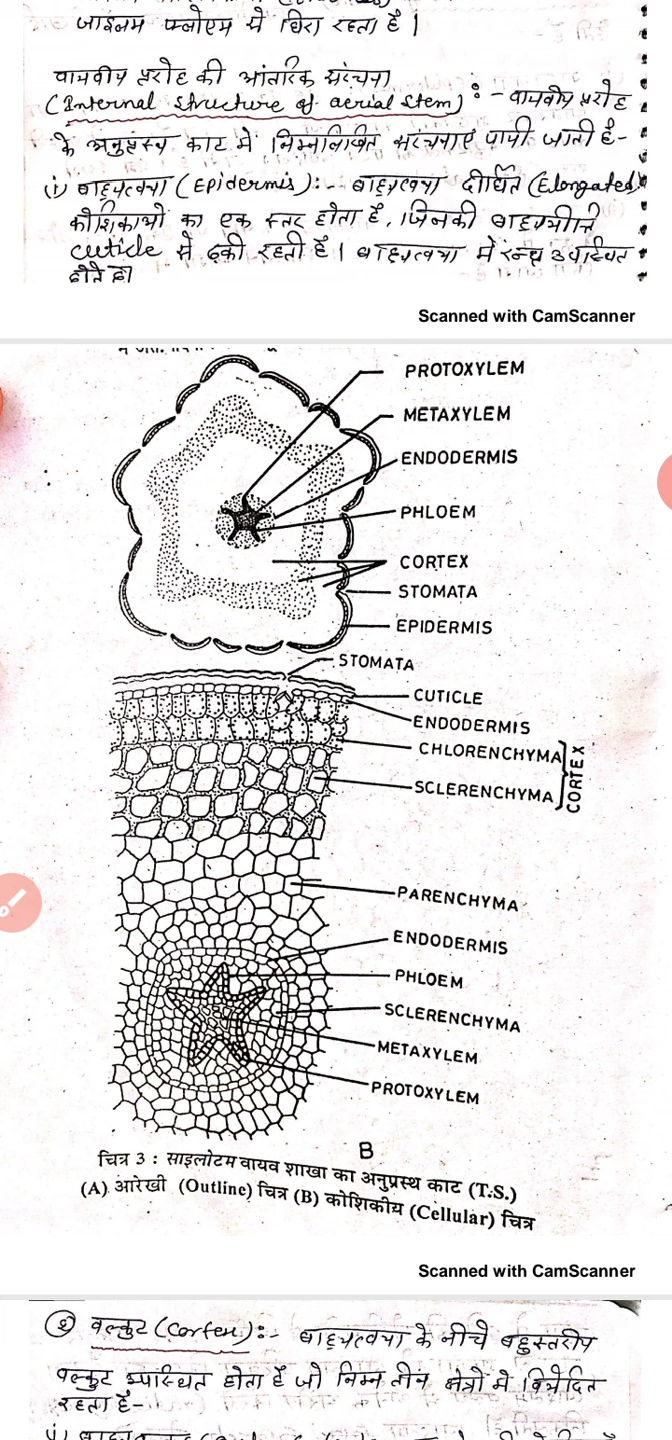 जाइलम फ्लोएम से घिरा रहता है।
वायवीय प्ररोह की आंतरिक संरचना
(Internal structure of aerial stem) :- वायवीय प्ररोह
के अनुप्रस्थ काट में निम्नलिखित संरचनाएं पायी जाती है-
(i) बाह्यत्वचा (Epidermis):- बाह्यत्वचा दीर्घित (Elongated)
कोशिकाओं का एक स्तर होता है, जिनकी बाह्यभीत्ति
cuticle से ढकी रहती है। बाह्यत्वचा में रन्ध्र उपस्थित
होते है।
Scanned with CamScanner
PROTOXYLEM
METAXYLEM
ENDODERMIS
PHLOEM
CORTEX
STOMATA
EPIDERMIS
STOMATA
CUTICLE
ENDODERMIS
CHLORENCHYMA
SCLERENCHYMA
CORTEX
PARENCHYMA
ENDODERMIS
PHLOEM
SCLERENCHYMA
METAXYLEM
PROTOXYLEM
B
चित्र 3 : साइलोटम वायव शाखा का अनुप्रस्थ काट (T.S.)
(A) आरेखी (Outline) चित्र (B) कोशिकीय (Cellular) चित्र
Scanned with CamScanner
वल्कुट (Cortex):- बाह्यत्वचा के नीचे बहुस्तरीय
वल्कुट उपस्थित होता है जो निम्न तीन क्षेत्रों में विभेदित
रहता है-